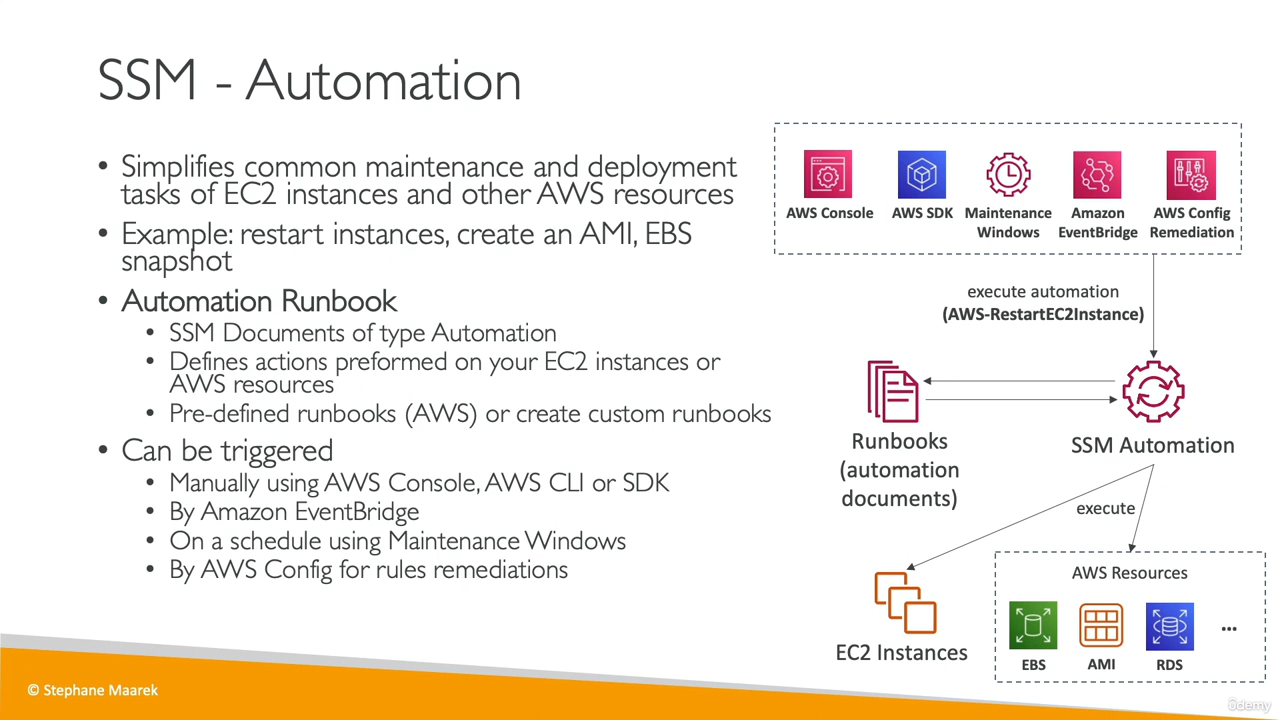 SSM - Automation
• Simplifies common maintenance and deployment
tasks of EC2 instances and other AWS resources
• Example: restart instances, create an AMI, EBS
snapshot
• Automation Runbook
• SSM Documents of type Automation
• Defines actions preformed on your EC2 instances or
AWS resources
• Pre-defined runbooks (AWS) or create custom runbooks
• Can be triggered
• Manually using AWS Console, AWS CLI or SDK
• By Amazon EventBridge
• On a schedule using Maintenance Windows
• By AWS Config for rules remediations
AWS Console
AWS SDK
Maintenance
Windows
Amazon
EventBridge
AWS Config
Remediation
execute automation
(AWS-RestartEC2Instance)
Runbooks
(automation
documents)
SSM Automation
execute
EC2 Instances
AWS Resources
EBS
AMI
RDS
...
© Stephane Maarek
ûdemy